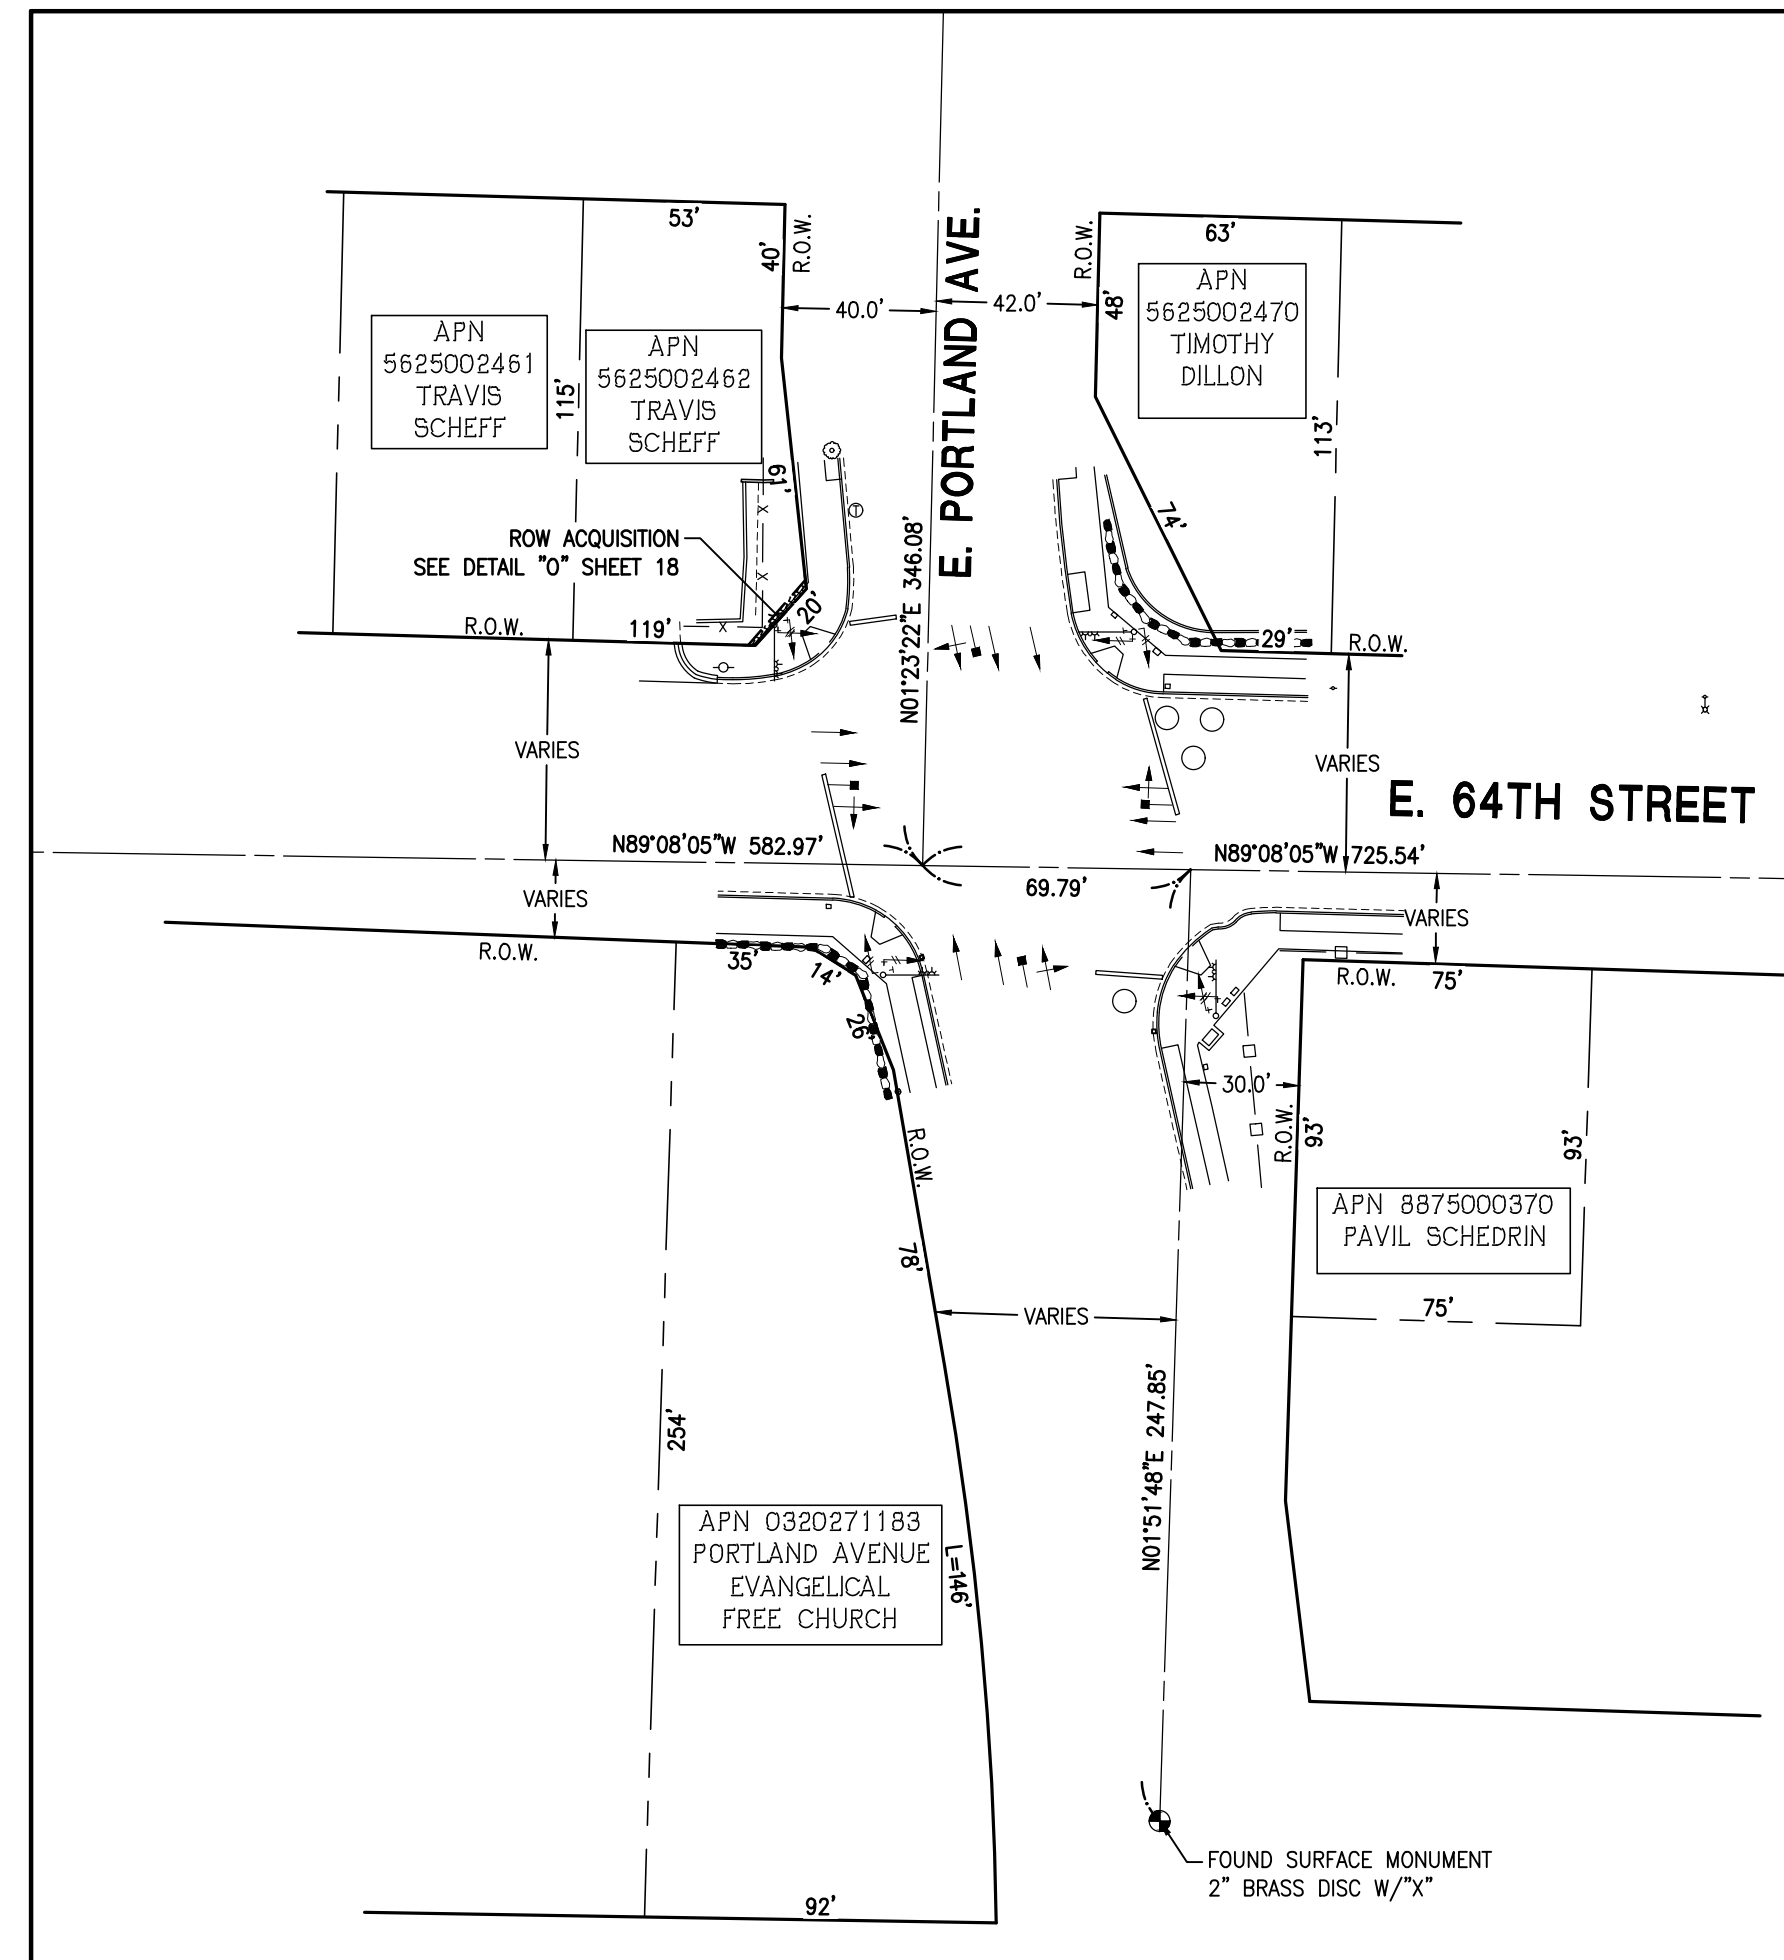 53'
40'
R.O.W.
40.0'
E. PORTLAND AVE.
42.0'
R.O.W.
63'
48'
APN
5625002470
TIMOTHY
DILLON
113'
APN
5625002461
TRAVIS
SCHEFF
115'
APN
5625002462
TRAVIS
SCHEFF
61'
74'
ROW ACQUISITION
SEE DETAIL "O" SHEET 18
X
X
X
20'
R.O.W.
119'
N01°23'22"E 346.08'
29'
R.O.W.
VARIES
VARIES
E. 64TH STREET
N89°08'05"W 582.97'
N89°08'05"W 725.54'
69.79'
VARIES
VARIES
R.O.W.
35'
14'
26'
R.O.W.
75'
30.0'
R.O.W.
93'
93'
R.O.W.
APN 8875000370
PAVIL SCHEDRIN
78'
VARIES
75'
254'
N01°51'48"E 247.85'
APN 0320271183
PORTLAND AVENUE
EVANGELICAL
FREE CHURCH
L=146'
FOUND SURFACE MONUMENT
2" BRASS DISC W/"X"
92'